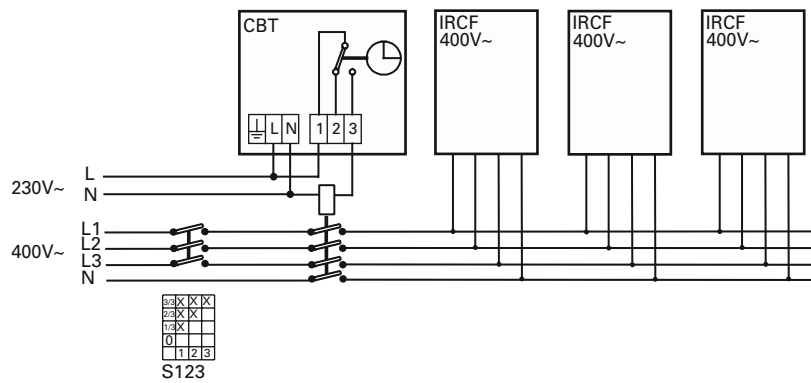 CBT
IRCF
400V~
IRCF
400V~
IRCF
400V~
L N 1 2 3
L
230V~ N
L1
L2
400V~
L3
N
3/3 X X X
2/3 X X
1/3 X
0
1 2 3
S123